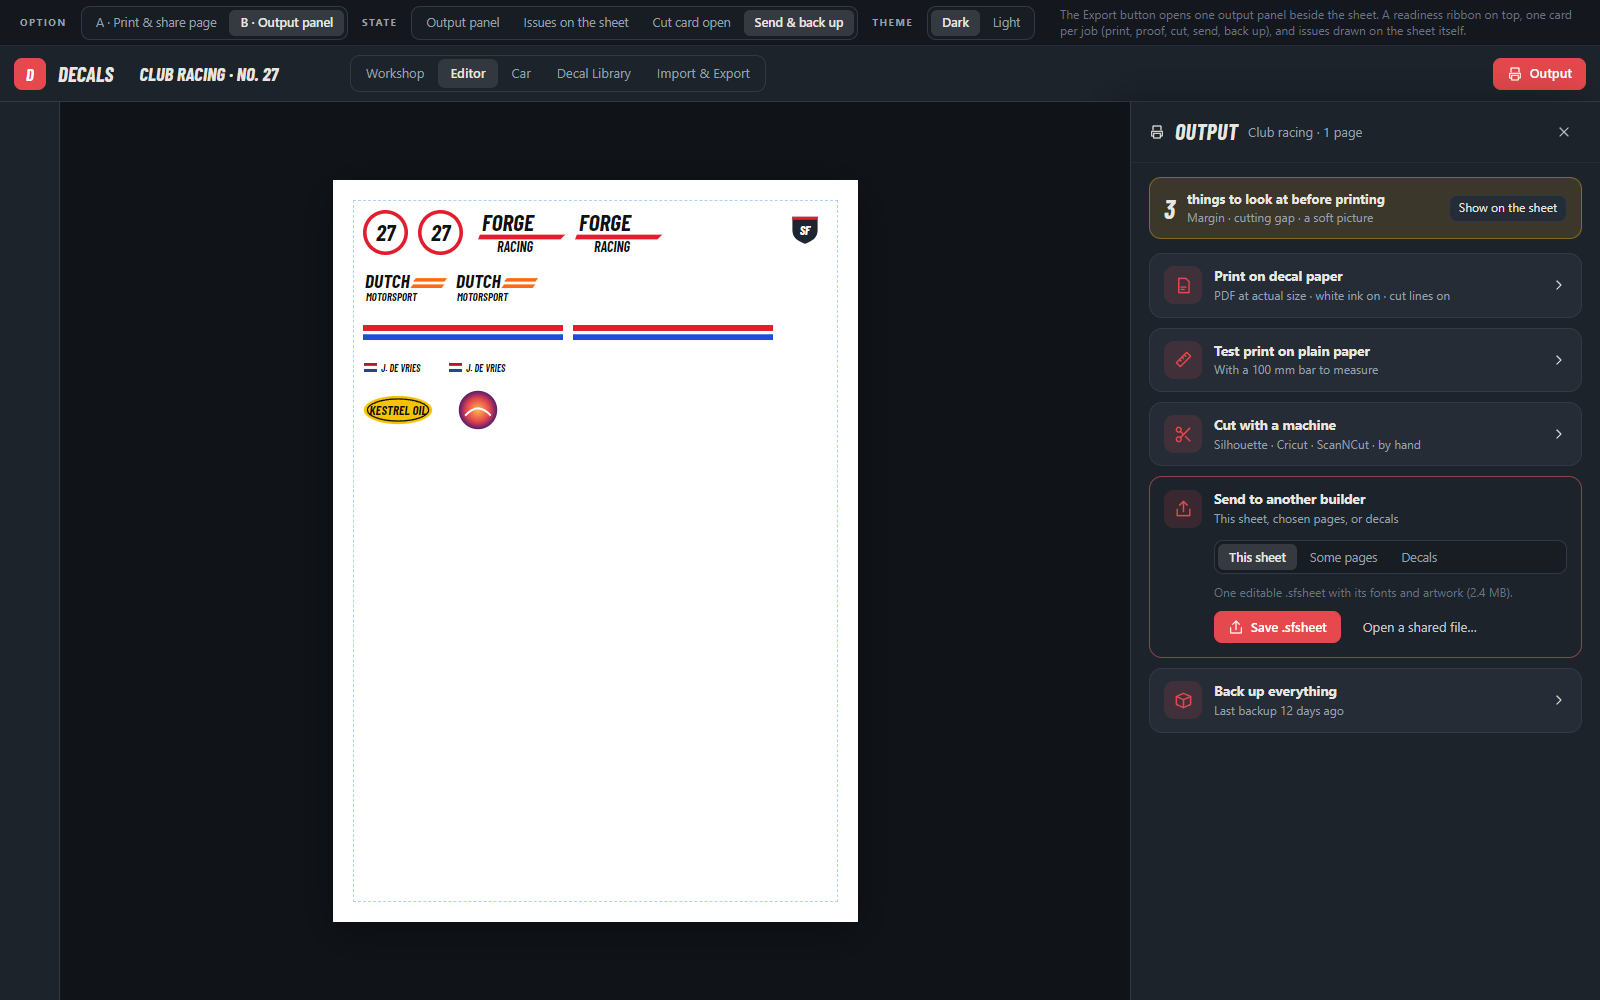 OPTION A · Print & share page B · Output panel STATE Output panel Issues on the sheet Cut card open Send & back up THEME Dark Light
The Export button opens one output panel beside the sheet. A readiness ribbon on top, one card
per job (print, proof, cut, send, back up), and issues drawn on the sheet itself.
D DECALS CLUB RACING · NO. 27 Workshop Editor Car Decal Library Import & Export Output
27 27 FORGE FORGE SF
RACING RACING
DUTCH DUTCH
MOTORSPORT MOTORSPORT
J. DE VRIES J. DE VRIES
KESTREL OIL
OUTPUT Club racing · 1 page
3 things to look at before printing
Margin · cutting gap · a soft picture
Show on the sheet
Print on decal paper
PDF at actual size · white ink on · cut lines on
Test print on plain paper
With a 100 mm bar to measure
Cut with a machine
Silhouette · Cricut · ScanNCut · by hand
Send to another builder
This sheet, chosen pages, or decals
This sheet Some pages Decals
One editable .sfsheet with its fonts and artwork (2.4 MB).
Save .sfsheet Open a shared file...
Back up everything
Last backup 12 days ago